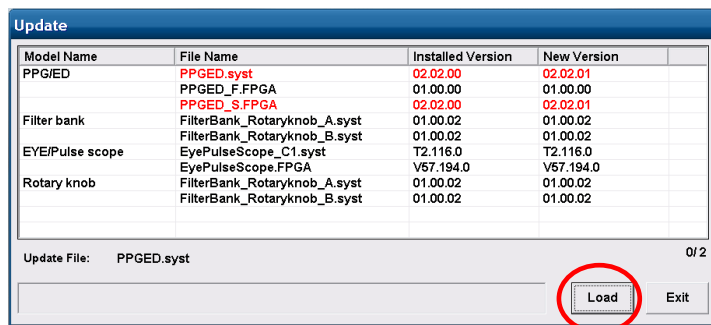 Update
Model Name File Name Installed Version New Version
PPG/ED PPGED.syst 02.02.00 02.02.01
PPGED_F.FPGA 01.00.00 01.00.00
PPGED_S.FPGA 02.02.00 02.02.01
Filter bank FilterBank_Rotaryknob_A.syst 01.00.02 01.00.02
FilterBank_Rotaryknob_B.syst 01.00.02 01.00.02
EYE/Pulse scope EyePulseScope_C1.syst T2.116.0 T2.116.0
EyePulseScope.FPGA V57.194.0 V57.194.0
Rotary knob FilterBank_Rotaryknob_A.syst 01.00.02 01.00.02
FilterBank_Rotaryknob_B.syst 01.00.02 01.00.02
Update File: PPGED.syst 0/2
Load Exit